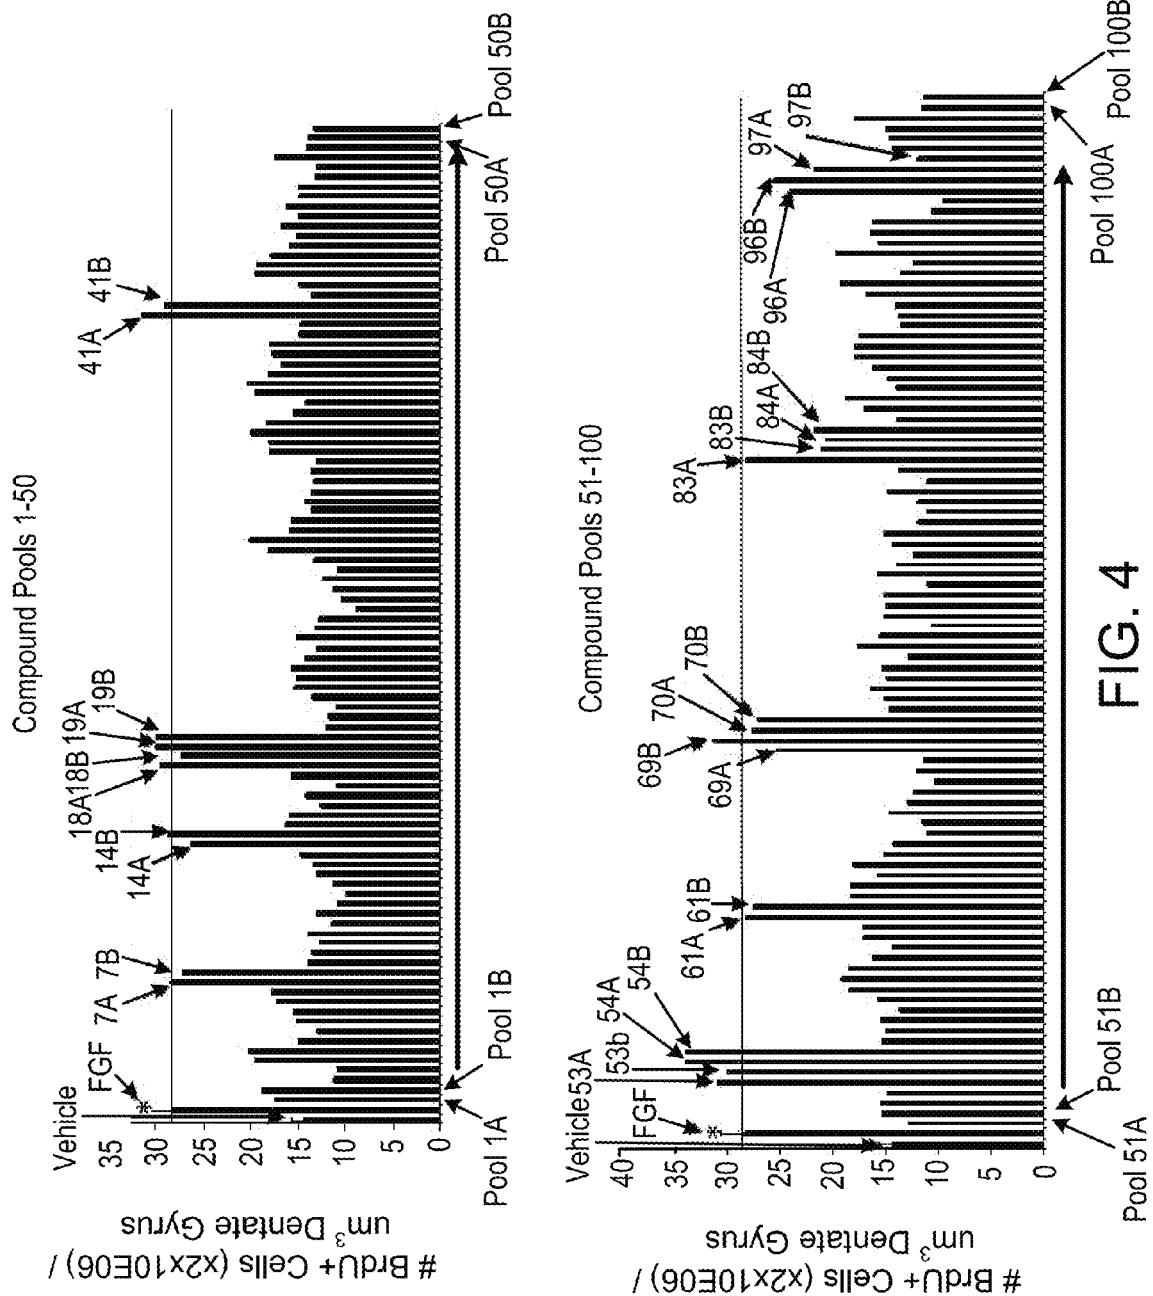 Compound Pools 1-50
# BrdU+ Cells (x2x10E06) /
um³ Dentate Gyrus
35
30
25
20
15
10
5
0
Vehicle
FGF
7A
7B
14A
14B
18A
18B
19A
19B
41A
41B
Pool 1A
Pool 1B
Pool 50A
Pool 50B
Compound Pools 51-100
# BrdU+ Cells (x2x10E06) /
um³ Dentate Gyrus
40
35
30
25
20
15
10
5
0
Vehicle
FGF
*
53A
53b
54A
54B
61A
61B
69A
69B
70A
70B
83A
83B
84A
84B
96A
96B
97A
97B
Pool 51A
Pool 51B
Pool 100A
Pool 100B
FIG. 4